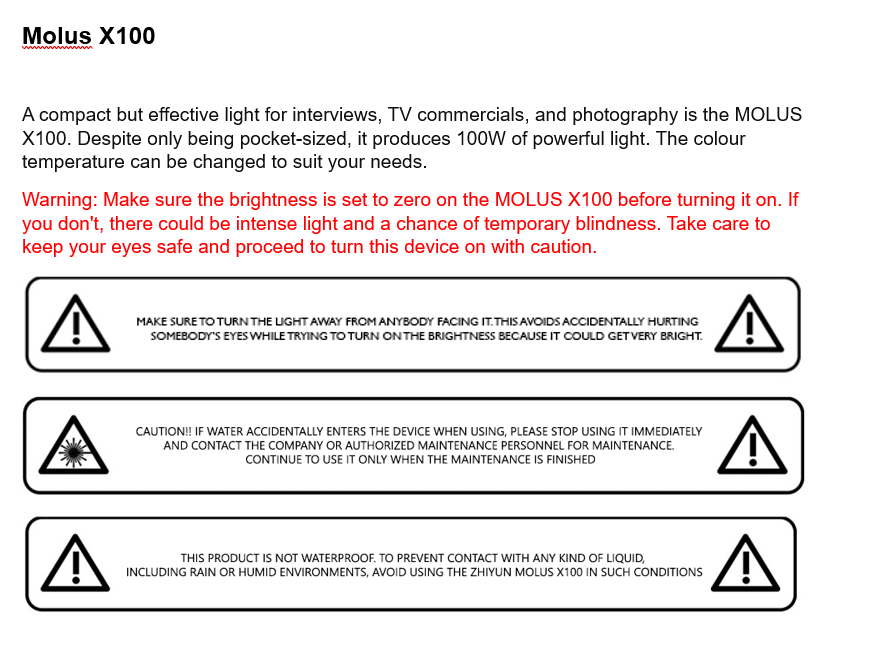 Molus X100
A compact but effective light for interviews, TV commercials, and photography is the MOLUS
X100. Despite only being pocket-sized, it produces 100W of powerful light. The colour
temperature can be changed to suit your needs.
Warning: Make sure the brightness is set to zero on the MOLUS X100 before turning it on. If
you don't, there could be intense light and a chance of temporary blindness. Take care to
keep your eyes safe and proceed to turn this device on with caution.
MAKE SURE TO TURN THE LIGHT AWAY FROM ANYBODY FACING IT. THIS AVOIDS ACCIDENTALLY HURTING
SOMEBODY'S EYES WHILE TRYING TO TURN ON THE BRIGHTNESS BECAUSE IT COULD GET VERY BRIGHT.
CAUTION!! IF WATER ACCIDENTALLY ENTERS THE DEVICE WHEN USING, PLEASE STOP USING IT IMMEDIATELY
AND CONTACT THE COMPANY OR AUTHORIZED MAINTENANCE PERSONNEL FOR MAINTENANCE.
CONTINUE TO USE IT ONLY WHEN THE MAINTENANCE IS FINISHED
THIS PRODUCT IS NOT WATERPROOF. TO PREVENT CONTACT WITH ANY KIND OF LIQUID,
INCLUDING RAIN OR HUMID ENVIRONMENTS, AVOID USING THE ZHIYUN MOLUS X100 IN SUCH CONDITIONS